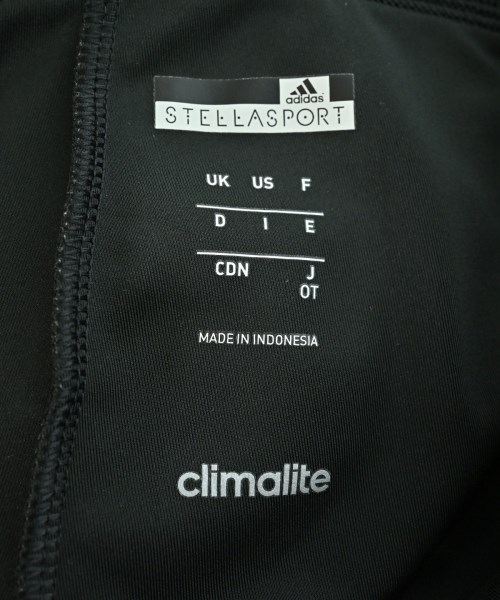 adidas
STELLASPORT
UK US F
D I E
CDN J
OT
MADE IN INDONESIA
climalite